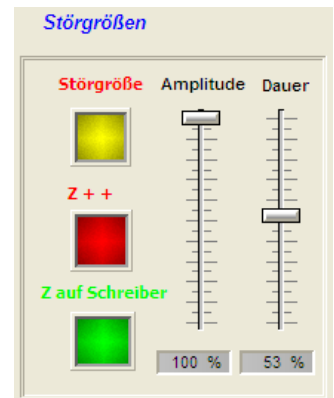 Störgrößen
Störgröße Amplitude Dauer
Z + +
Z auf Schreiber
100 % 53 %